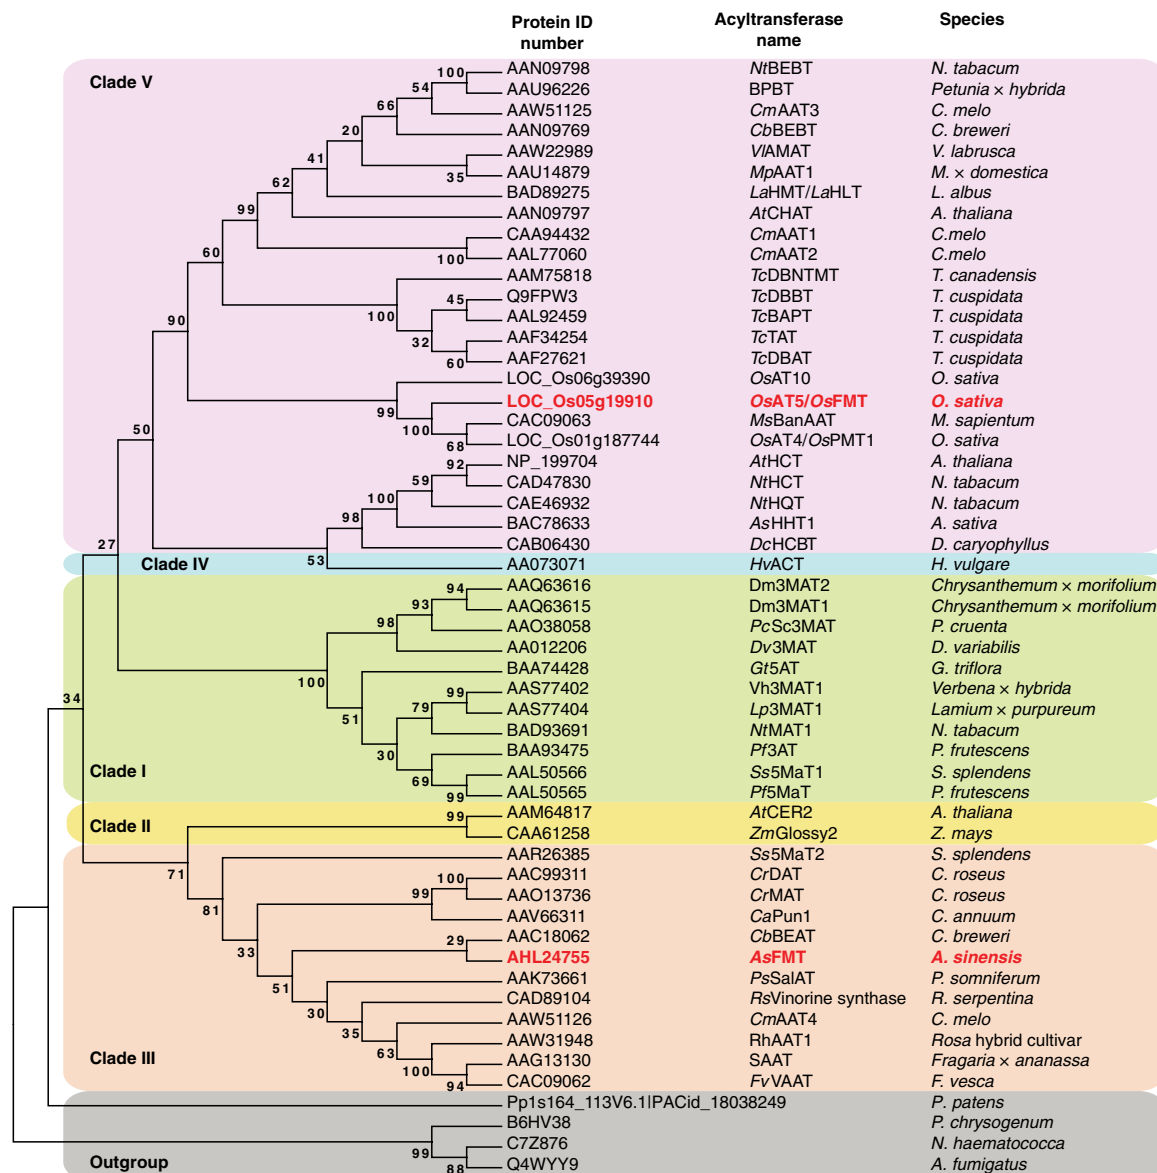 Protein ID number Acyltransferase name Species
Clade V
100 AAN09798 NtBEBT N. tabacum
54 AAU96226 BPBT Petunia × hybrida
66 AAW51125 CmAAT3 C. melo
20 AAN09769 CbBEBT C. breweri
41 AAW22989 VlAMAT V. labrusca
35 AAU14879 MpAAT1 M. × domestica
62 BAD89275 LaHMT/LaHLT L. albus
99 AAN09797 AtCHAT A. thaliana
CAA94432 CmAAT1 C.melo
60 100 AAL77060 CmAAT2 C.melo
AAM75818 TcDBNTMT T. canadensis
45 Q9FPW3 TcDBBT T. cuspidata
90 100 AAL92459 TcBAPT T. cuspidata
32 AAF34254 TcTAT T. cuspidata
60 AAF27621 TcDBAT T. cuspidata
LOC_Os06g39390 OsAT10 O. sativa
99 LOC_Os05g19910 OsAT5/OsFMT O. sativa
50 100 CAC09063 MsBanAAT M. sapientum
68 LOC_Os01g187744 OsAT4/OsPMT1 O. sativa
92 NP_199704 AtHCT A. thaliana
59 CAD47830 NtHCT N. tabacum
100 CAE46932 NtHQT N. tabacum
98 BAC78633 AsHHT1 A. sativa
27 CAB06430 DcHCBT D. caryophyllus
Clade IV 53 AA073071 HvACT H. vulgare
94 AAQ63616 Dm3MAT2 Chrysanthemum × morifolium
93 AAQ63615 Dm3MAT1 Chrysanthemum × morifolium
98 AAO38058 PcSc3MAT P. cruenta
AA012206 Dv3MAT D. variabilis
100 BAA74428 Gt5AT G. triflora
34 99 AAS77402 Vh3MAT1 Verbena × hybrida
51 79 AAS77404 Lp3MAT1 Lamium × purpureum
BAD93691 NtMAT1 N. tabacum
30 BAA93475 Pf3AT P. frutescens
Clade I 69 AAL50566 Ss5MaT1 S. splendens
99 AAL50565 Pf5MaT P. frutescens
99 AAM64817 AtCER2 A. thaliana
Clade II CAA61258 ZmGlossy2 Z. mays
71 AAR26385 Ss5MaT2 S. splendens
100 AAC99311 CrDAT C. roseus
81 99 AAO13736 CrMAT C. roseus
AAV66311 CaPun1 C. annuum
33 29 AAC18062 CbBEAT C. breweri
AHL24755 AsFMT A. sinensis
51 AAK73661 PsSalAT P. somniferum
30 CAD89104 RsVinorine synthase R. serpentina
35 AAW51126 CmAAT4 C. melo
63 AAW31948 RhAAT1 Rosa hybrid cultivar
Clade III 100 AAG13130 SAAT Fragaria × ananassa
94 CAC09062 FvVAAT F. vesca
Pp1s164_113V6.1|PACid_18038249 P. patens
B6HV38 P. chrysogenum
99 C7Z876 N. haematococca
Outgroup 88 Q4WYY9 A. fumigatus